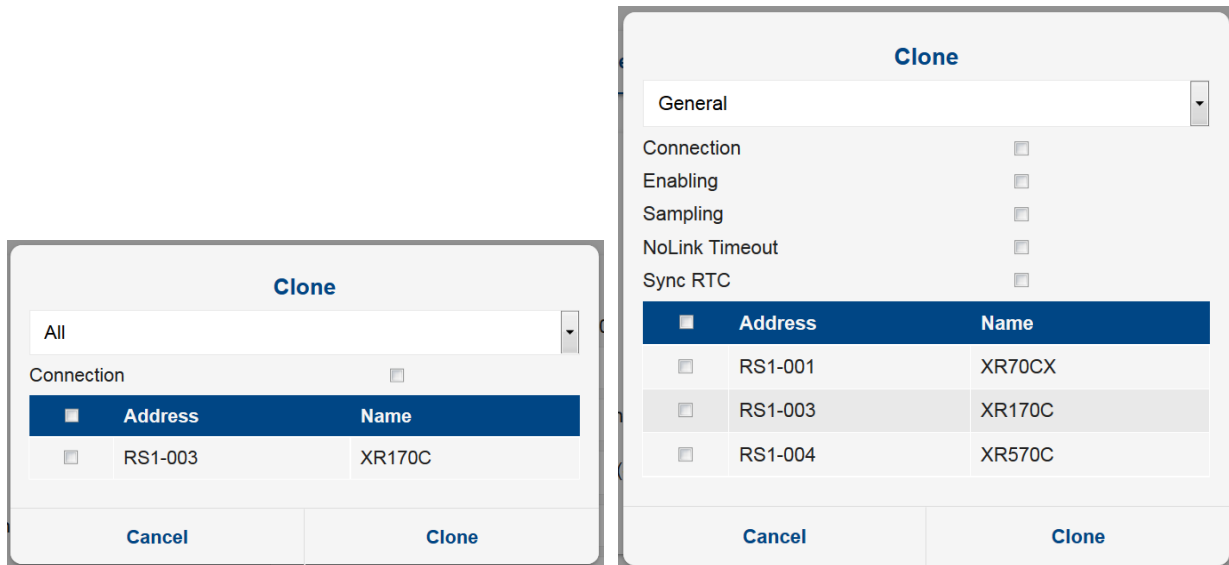 Clone
All
Connection
Address Name
RS1-003 XR170C
Cancel Clone
Clone
General
Connection
Enabling
Sampling
NoLink Timeout
Sync RTC
Address Name
RS1-001 XR70CX
RS1-003 XR170C
RS1-004 XR570C
Cancel Clone